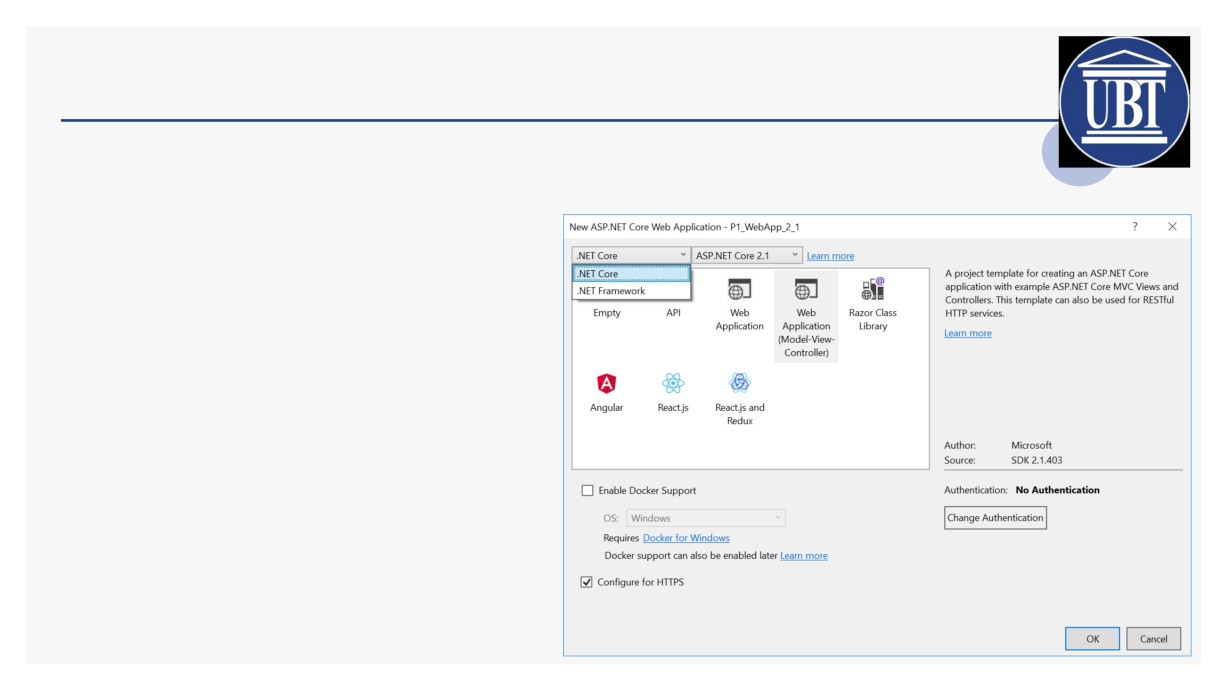 UBT
New ASP.NET Core Web Application - P1_WebApp_2_1
.NET Core
ASP.NET Core 2.1
Learn more
.NET Core
.NET Framework
Empty
API
Web
Application
Web
Application
(Model-View-
Controller)
Razor Class
Library
Angular
React.js
React.js and
Redux
A project template for creating an ASP.NET Core
application with example ASP.NET Core MVC Views and
Controllers. This template can also be used for RESTful
HTTP services.
Learn more
Author: Microsoft
Source: SDK 2.1.403
Enable Docker Support
OS: Windows
Requires Docker for Windows
Docker support can also be enabled later Learn more
Configure for HTTPS
Authentication: No Authentication
Change Authentication
OK
Cancel